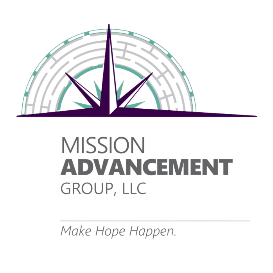 MISSION
ADVANCEMENT
GROUP, LLC
Make Hope Happen.